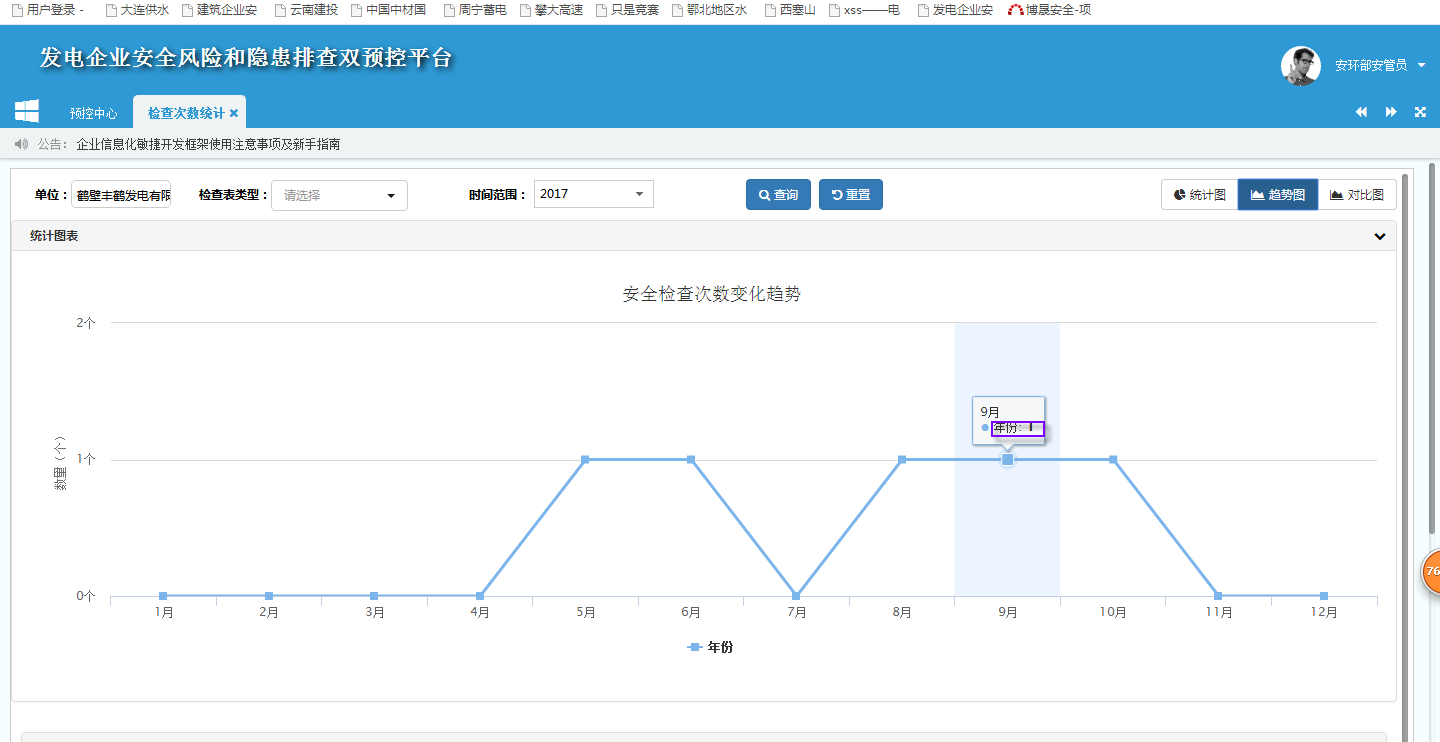 用户登录 - 大连供水 建筑企业安 云南建投 中国中材国 周宁蓄电 攀大高速 只是竞赛 鄂北地区水 西塞山 xss——电 发电企业安 博晟安全-项
发电企业安全风险和隐患排查双预控平台
安环部安管员
预控中心 检查次数统计
公告: 企业信息化敏捷开发框架使用注意事项及新手指南
单位: 鹤壁丰鹤发电有限 检查表类型: 请选择 时间范围: 2017 查询 重置 统计图 趋势图 对比图
统计图表
安全检查次数变化趋势
2个
9月
年份: 1
数量(个)
1个
0个
1月 2月 3月 4月 5月 6月 7月 8月 9月 10月 11月 12月
年份
76